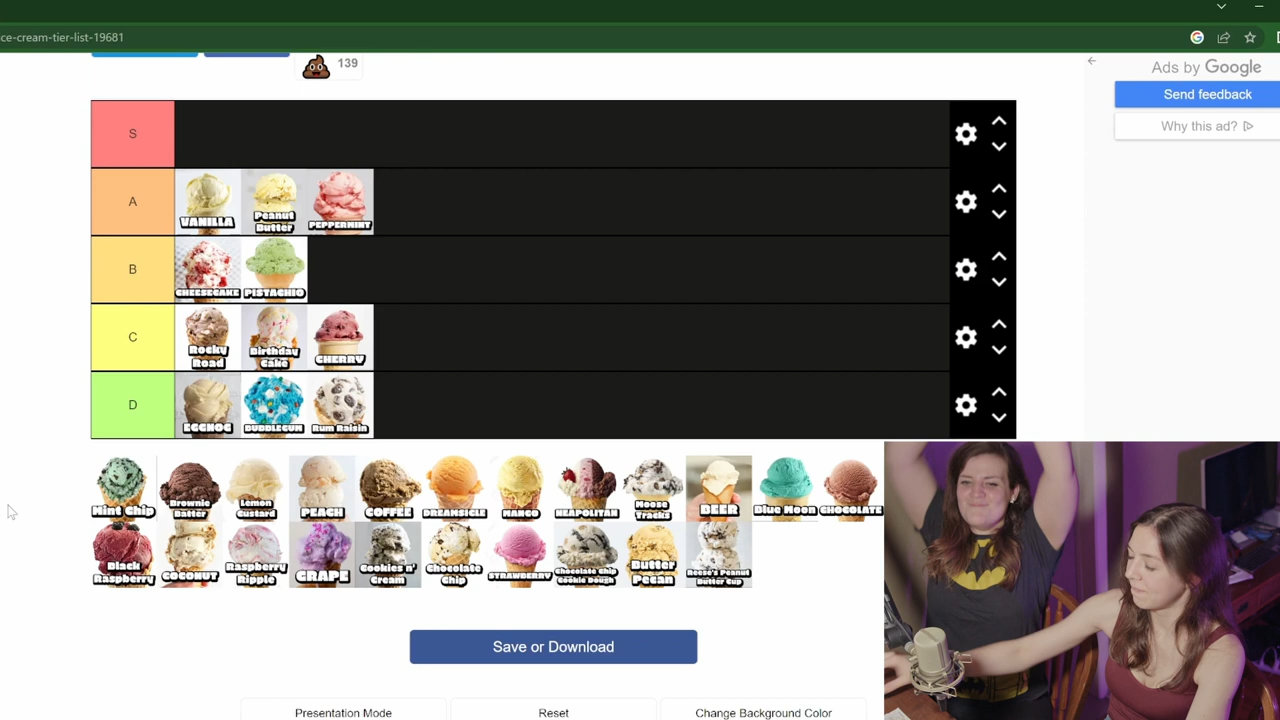 ce-cream-tier-list-19681
139
Ads by Google
Send feedback
Why this ad?
S
A
VANILLA
Peanut
Butter
PEPPERMINT
B
CHEESECAKE
PISTACHIO
C
Rocky
Road
Birthday
Cake
CHERRY
D
EGGNOG
BUBBLEGUM
Rum Raisin
Mint Chip
Brownie
Batter
Lemon
Custard
PEACH
COFFEE
DREAMSICLE
MANGO
NEAPOLITAN
Moose
Tracks
BEER
Blue Moon
CHOCOLATE
Black
Raspberry
COCONUT
Raspberry
Ripple
GRAPE
Cookies n'
Cream
Chocolate
Chip
STRAWBERRY
Chocolate Chip
Cookie Dough
Butter
Pecan
Reese's Peanut
Butter Cup
Save or Download
Presentation Mode
Reset
Change Background Color